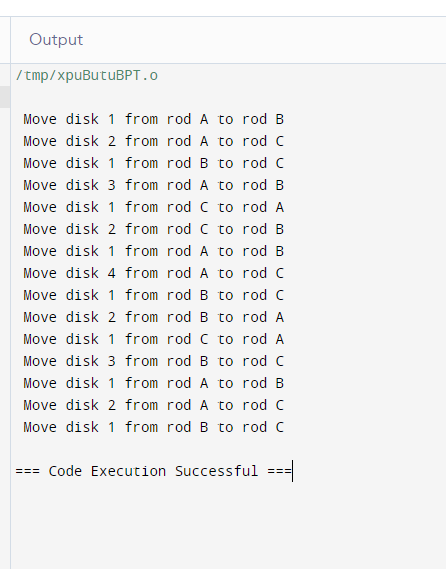 Output
/tmp/xpuButuBPT.o
Move disk 1 from rod A to rod B
Move disk 2 from rod A to rod C
Move disk 1 from rod B to rod C
Move disk 3 from rod A to rod B
Move disk 1 from rod C to rod A
Move disk 2 from rod C to rod B
Move disk 1 from rod A to rod B
Move disk 4 from rod A to rod C
Move disk 1 from rod B to rod C
Move disk 2 from rod B to rod A
Move disk 1 from rod C to rod A
Move disk 3 from rod B to rod C
Move disk 1 from rod A to rod B
Move disk 2 from rod A to rod C
Move disk 1 from rod B to rod C
=== Code Execution Successful ===